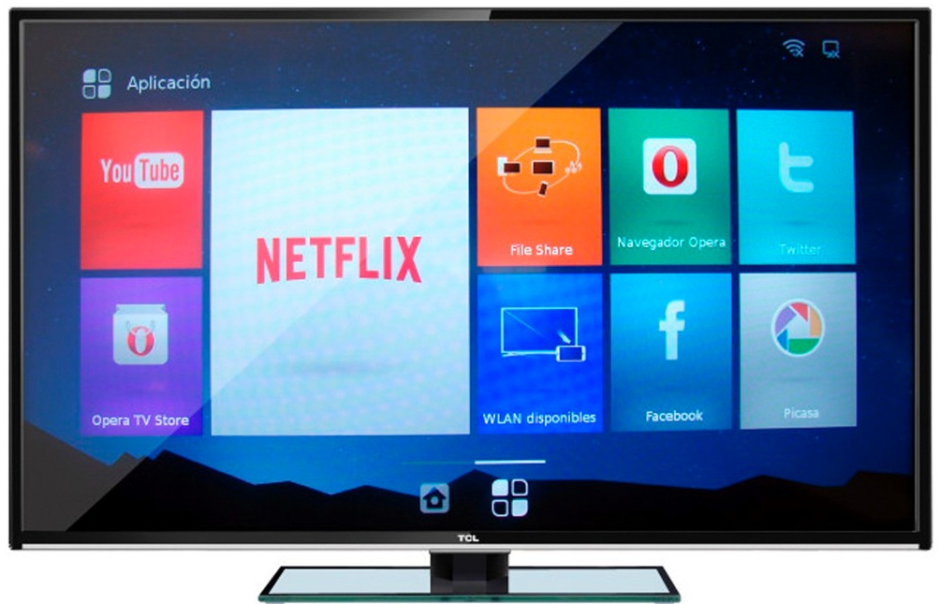 Aplicación
YouTube
NETFLIX
File Share
Navegador Opera
Twitter
Opera TV Store
WLAN disponibles
Facebook
Picasa
TCL